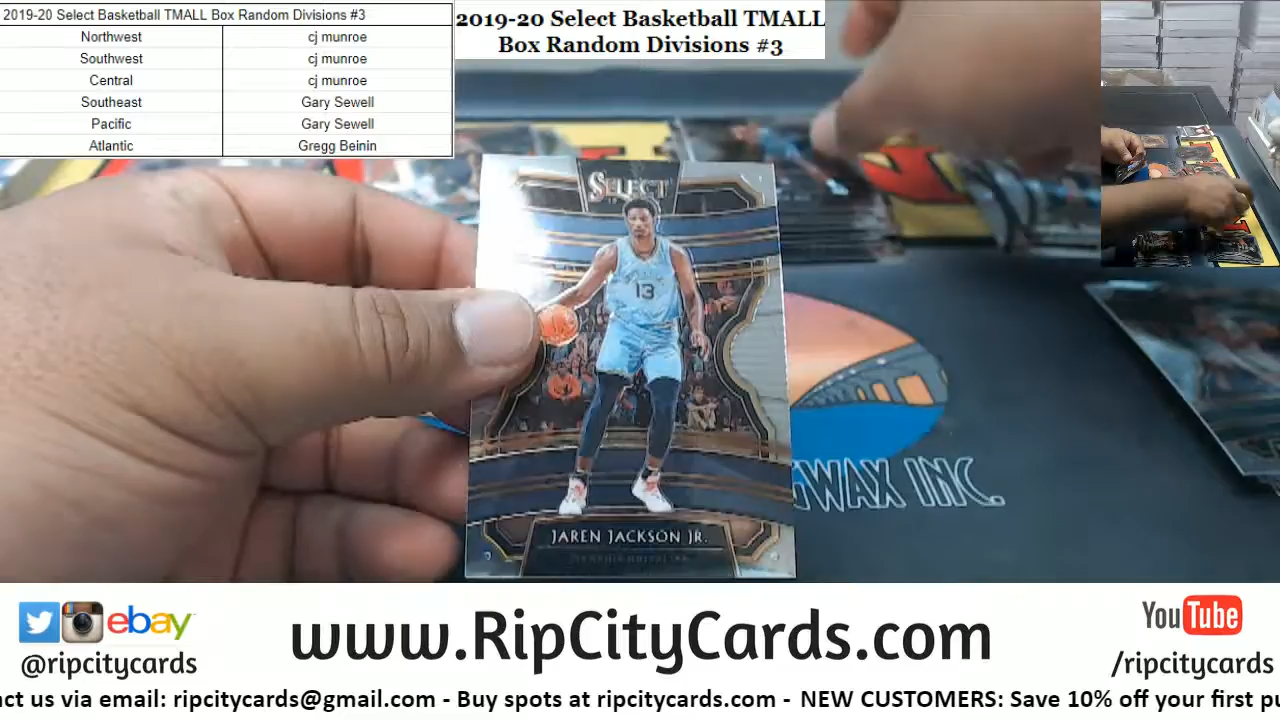 2019-20 Select Basketball TMALL Box Random Divisions #3
Northwest cj munroe
Southwest cj munroe
Central cj munroe
Southeast Gary Sewell
Pacific Gary Sewell
Atlantic Gregg Beinin
2019-20 Select Basketball TMALL
Box Random Divisions #3
SELECT
13
JAREN JACKSON JR.
GWAX INC.
ebay
@ripcitycards
www.RipCityCards.com
YouTube
/ripcitycards
act us via email: ripcitycards@gmail.com - Buy spots at ripcitycards.com - NEW CUSTOMERS: Save 10% off your first pu